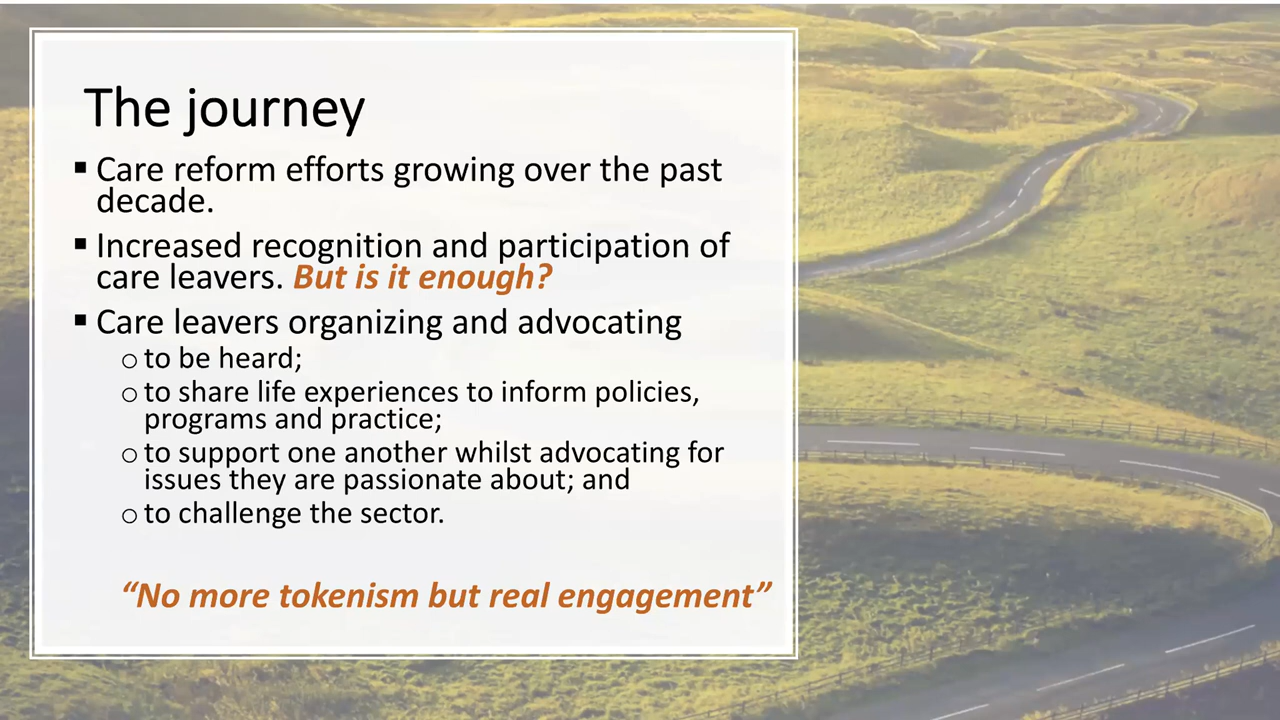 The journey
▪ Care reform efforts growing over the past
decade.
▪ Increased recognition and participation of
care leavers. But is it enough?
▪ Care leavers organizing and advocating
o to be heard;
o to share life experiences to inform policies,
programs and practice;
o to support one another whilst advocating for
issues they are passionate about; and
o to challenge the sector.
“No more tokenism but real engagement”